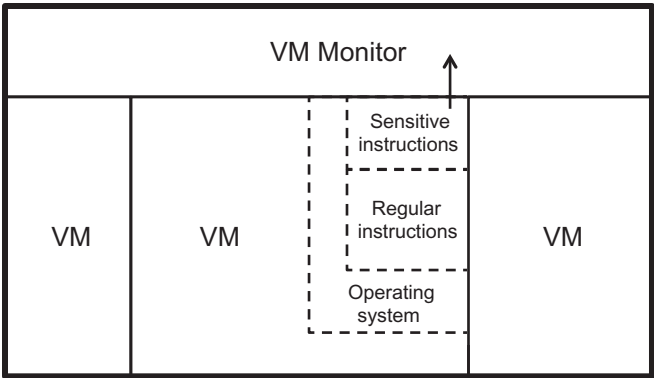 VM Monitor
Sensitive
instructions
Regular
instructions
VM
VM
VM
Operating
system